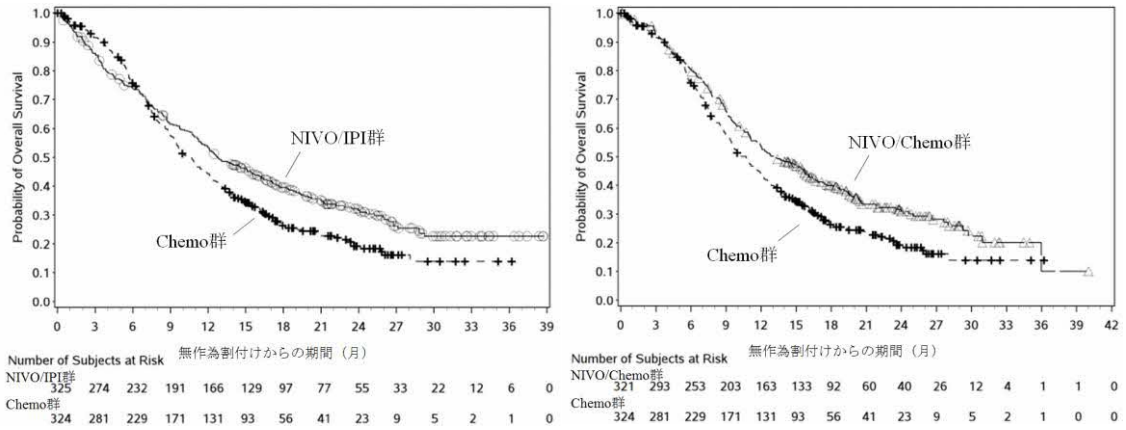 Probability of Overall Survival
1.0
0.9
0.8
0.7
0.6
0.5
0.4
0.3
0.2
0.1
0.0
NIVO/IPI群
Chemo群
0 3 6 9 12 15 18 21 24 27 30 33 36 39
無作為割付けからの期間（月）
Number of Subjects at Risk
NIVO/IPI群
325 274 232 191 166 129 97 77 55 33 22 12 6 0
Chemo群
324 281 229 171 131 93 56 41 23 9 5 2 1 0
Probability of Overall Survival
1.0
0.9
0.8
0.7
0.6
0.5
0.4
0.3
0.2
0.1
0.0
NIVO/Chemo群
Chemo群
0 3 6 9 12 15 18 21 24 27 30 33 36 39 42
無作為割付けからの期間（月）
Number of Subjects at Risk
NIVO/Chemo群
321 293 253 203 163 133 92 60 40 26 12 4 1 1 0
Chemo群
324 281 229 171 131 93 56 41 23 9 5 2 1 0 0